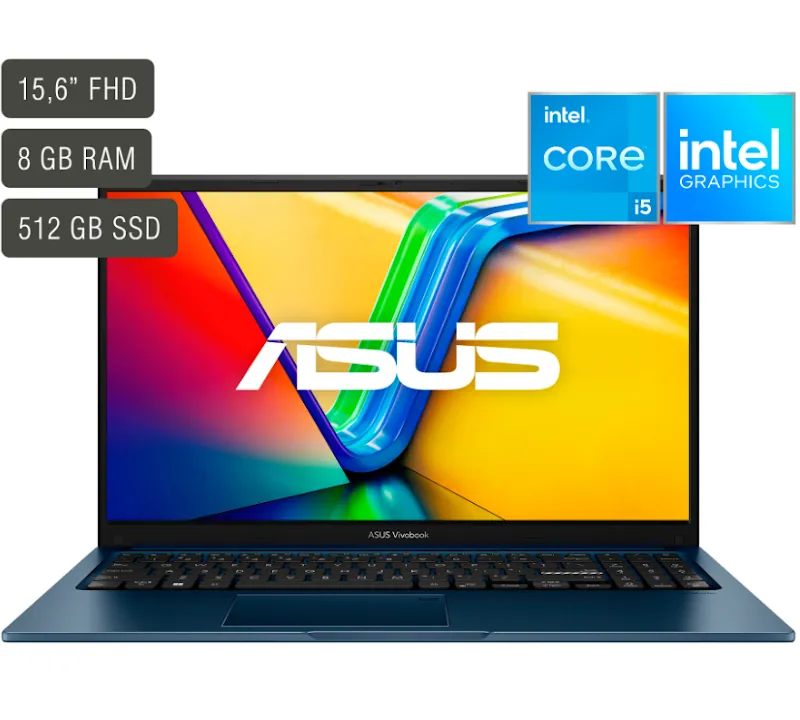 15,6” FHD
8 GB RAM
512 GB SSD
intel.
CORE
i5
intel
GRAPHICS
ASUS
ASUS Vivobook